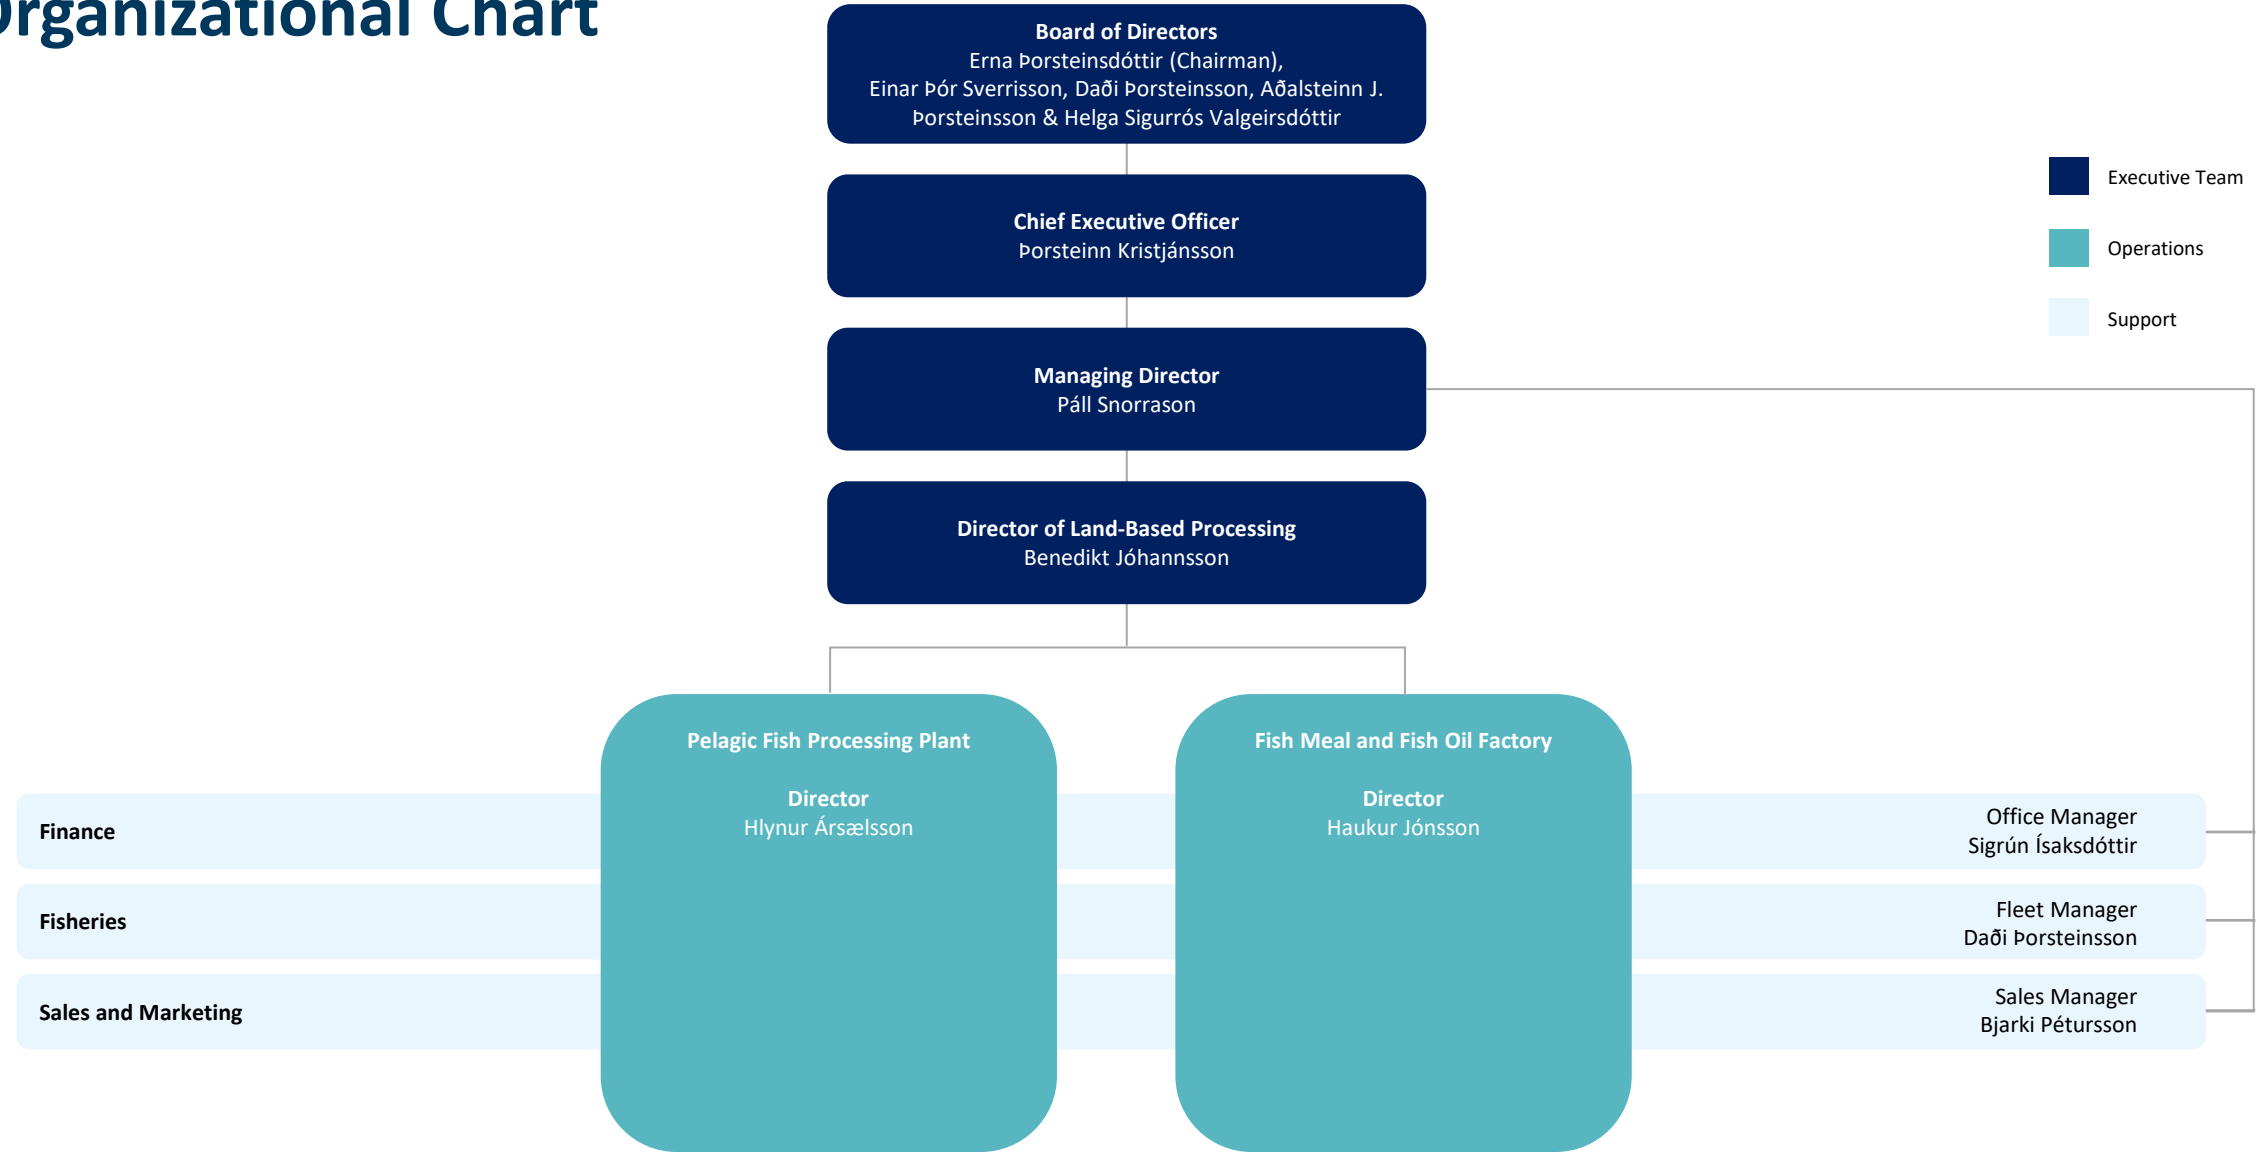 Organizational Chart
Board of Directors
Erna Þorsteinsdóttir (Chairman),
Einar Þór Sverrisson, Daði Þorsteinsson, Aðalsteinn J.
Þorsteinsson & Helga Sigurrós Valgeirsdóttir
Chief Executive Officer
Þorsteinn Kristjánsson
Managing Director
Páll Snorrason
Director of Land-Based Processing
Benedikt Jóhannsson
Executive Team
Operations
Support
Pelagic Fish Processing Plant
Director
Hlynur Ársælsson
Fish Meal and Fish Oil Factory
Director
Haukur Jónsson
Finance
Office Manager
Sigrún Ísaksdóttir
Fisheries
Fleet Manager
Daði Þorsteinsson
Sales and Marketing
Sales Manager
Bjarki Pétursson